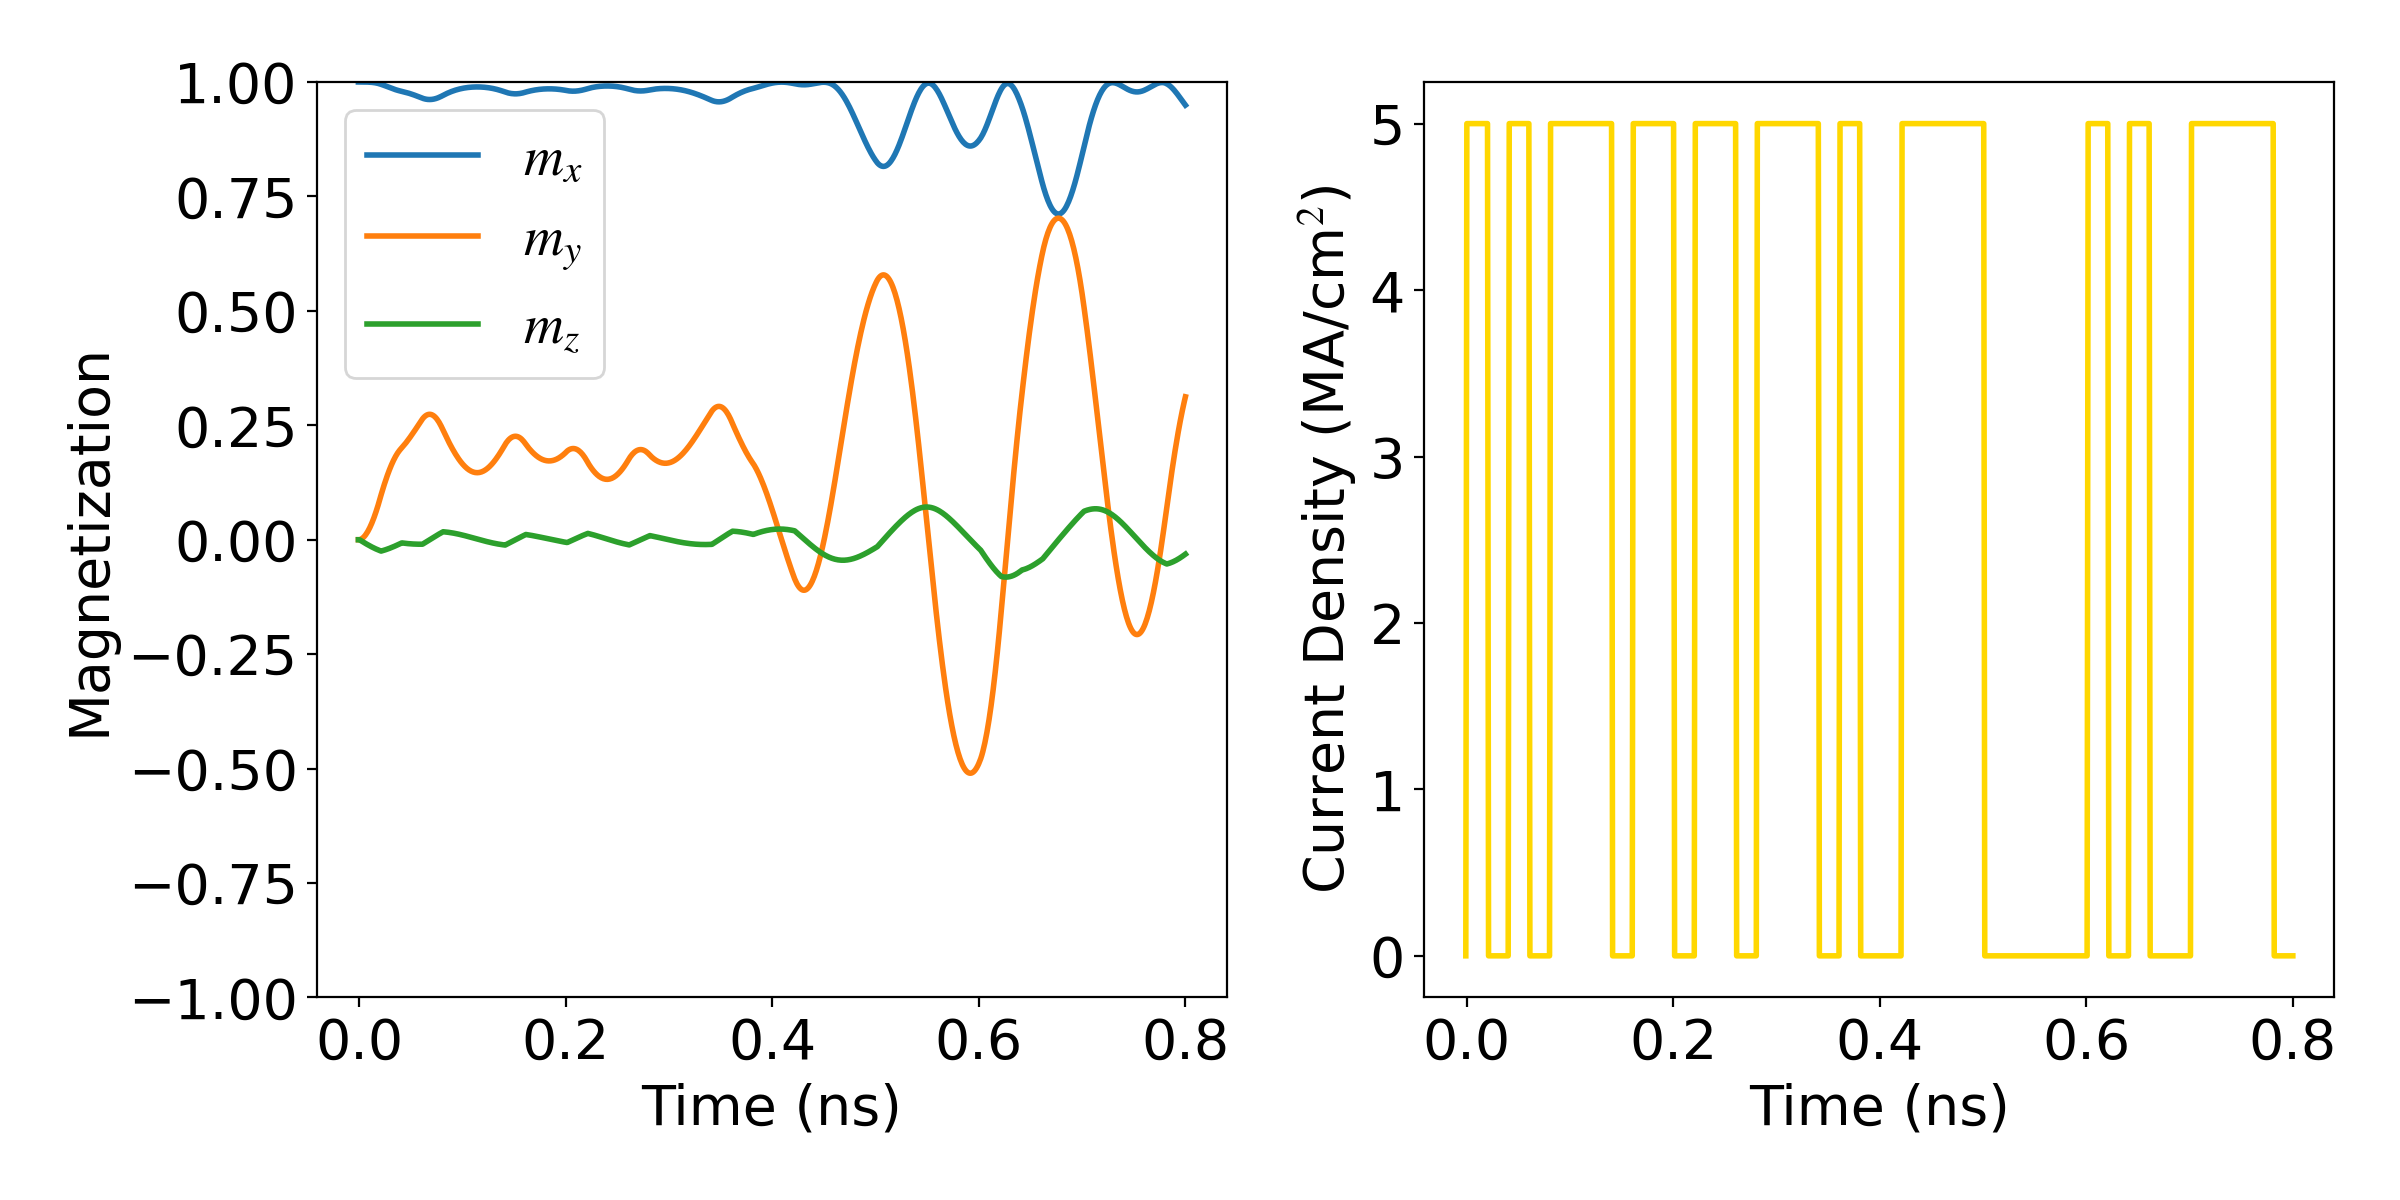 1.00
0.75
0.50
0.25
0.00
−0.25
−0.50
−0.75
−1.00
Magnetization
m_x
m_y
m_z
0.0 0.2 0.4 0.6 0.8
Time (ns)
5
4
3
2
1
0
Current Density (MA/cm²)
0.0 0.2 0.4 0.6 0.8
Time (ns)